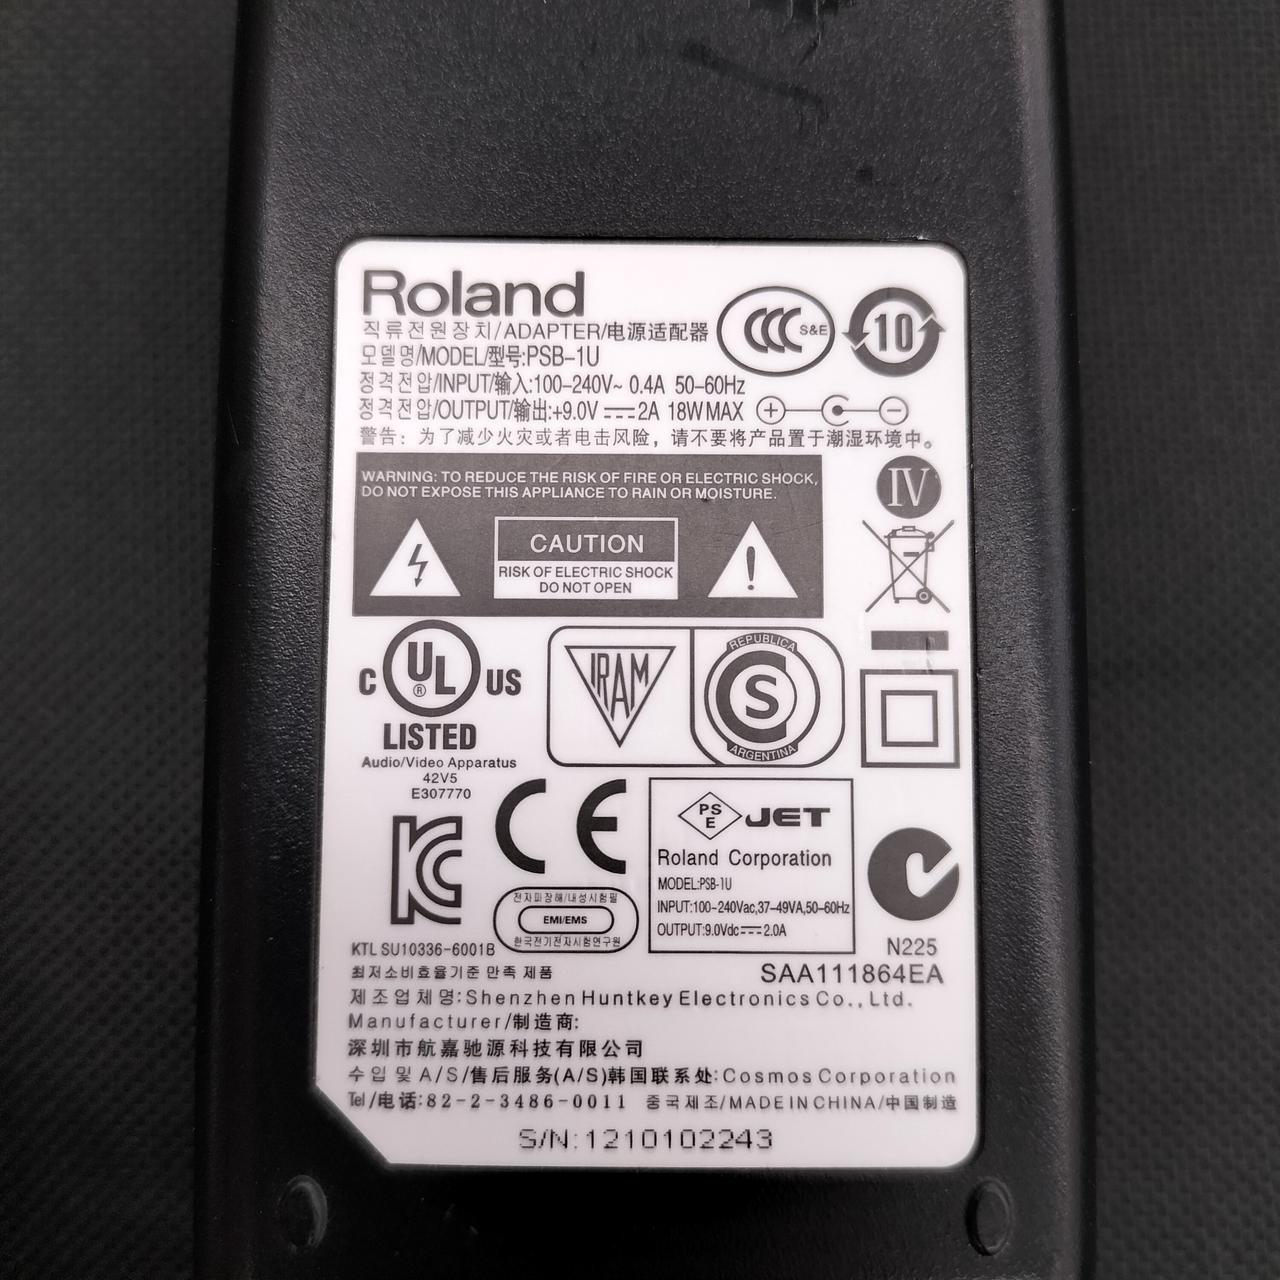 Roland
직류전원장치/ADAPTER/电源适配器
CCC S&E
10
모델명/MODEL/型号:PSB-1U
정격전압/INPUT/输入:100-240V~ 0.4A 50-60Hz
정격전압/OUTPUT/输出:+9.0V⎓2A 18W MAX
警告：为了减少火灾或者电击风险，请不要将产品置于潮湿环境中。
WARNING: TO REDUCE THE RISK OF FIRE OR ELECTRIC SHOCK,
DO NOT EXPOSE THIS APPLIANCE TO RAIN OR MOISTURE.
CAUTION
RISK OF ELECTRIC SHOCK
DO NOT OPEN
IV
C UL® US
LISTED
Audio/Video Apparatus
42V5
E307770
IRAM
REPUBLICA
S
ARGENTINA
KC
CE
전자파장해/내성시험필
EMI/EMS
한국전기전자시험연구원
PS
E
JET
Roland Corporation
MODEL:PSB-1U
INPUT:100-240Vac,37-49VA,50-60Hz
OUTPUT:9.0Vdc⎓2.0A
N225
KTL SU10336-6001B
SAA111864EA
최저소비효율기준 만족 제품
제조업체명:Shenzhen Huntkey Electronics Co., Ltd.
Manufacturer/制造商:
深圳市航嘉驰源科技有限公司
수입 및 A/S/售后服务(A/S)韩国联系处:Cosmos Corporation
Tel/电话:82-2-3486-0011 중국제조/MADE IN CHINA/中国制造
S/N:1210102243